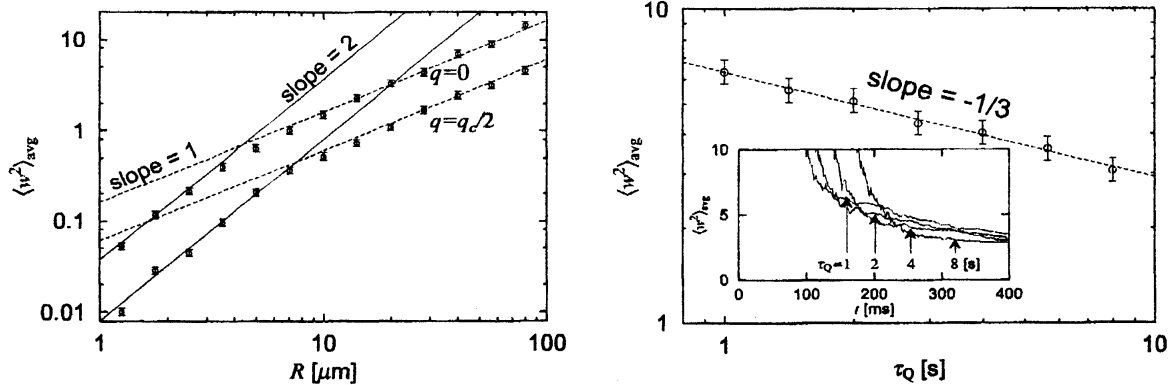 10
1
0.1
0.01
⟨w²⟩avg
slope = 1
slope = 2
q=0
q=qc/2
1
10
100
R [μm]
10
1
⟨w²⟩avg
slope = -1/3
10
5
0
⟨w²⟩avg
τQ=1
2
4
8 [s]
0
100
200
300
400
t [ms]
1
10
τQ [s]